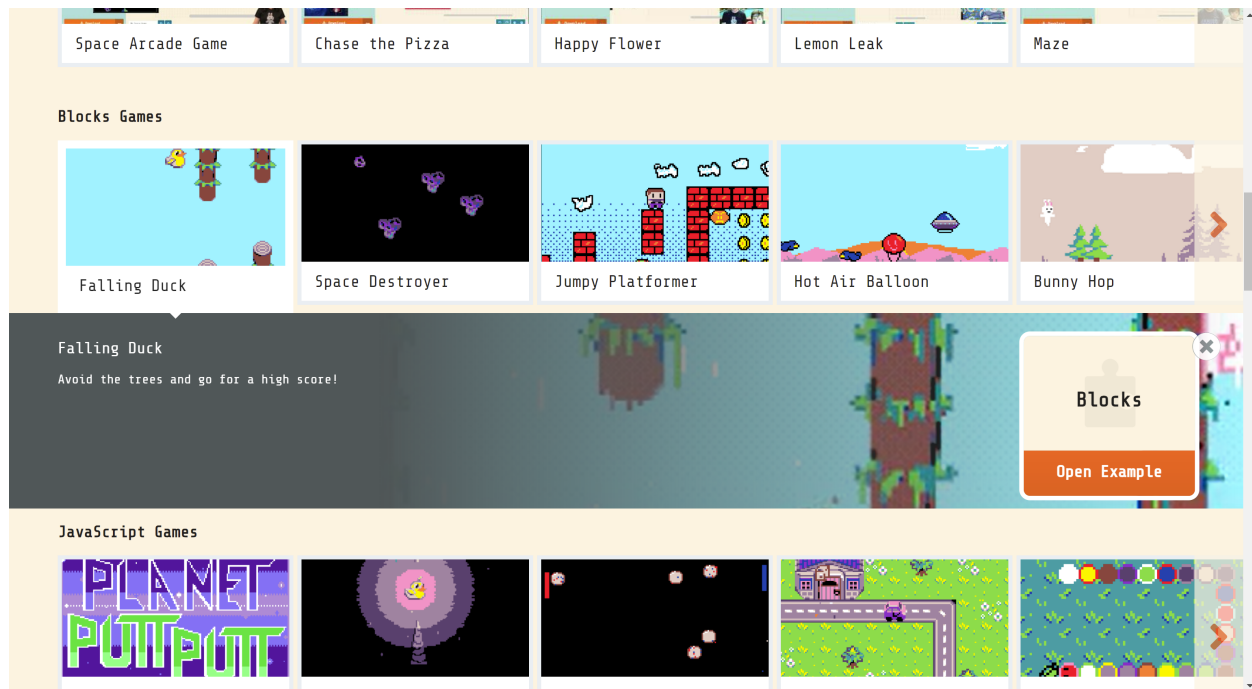 Space Arcade Game
Chase the Pizza
Happy Flower
Lemon Leak
Maze
Blocks Games
Falling Duck
Space Destroyer
Jumpy Platformer
Hot Air Balloon
Bunny Hop
Falling Duck
Avoid the trees and go for a high score!
Blocks
Open Example
JavaScript Games
PLANET
PUTT PUTT